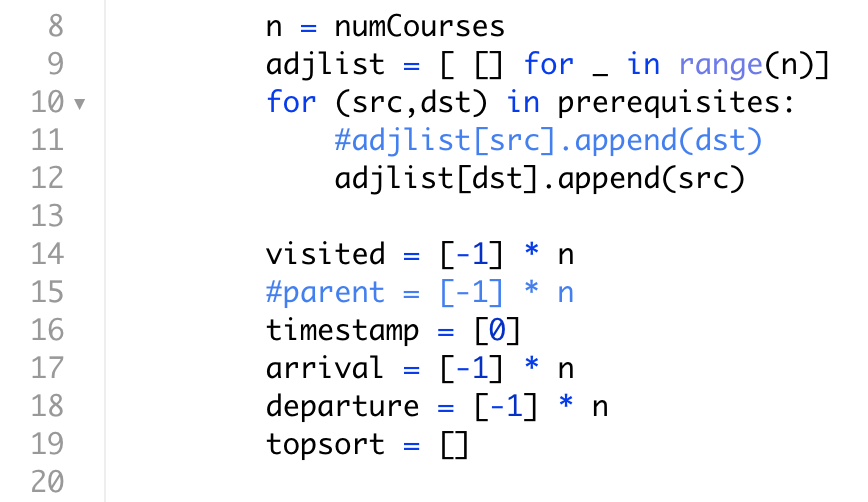 8 n = numCourses
9 adjlist = [ [] for _ in range(n)]
10 ▾ for (src,dst) in prerequisites:
11 #adjlist[src].append(dst)
12 adjlist[dst].append(src)
13
14 visited = [-1] * n
15 #parent = [-1] * n
16 timestamp = [0]
17 arrival = [-1] * n
18 departure = [-1] * n
19 topsort = []
20